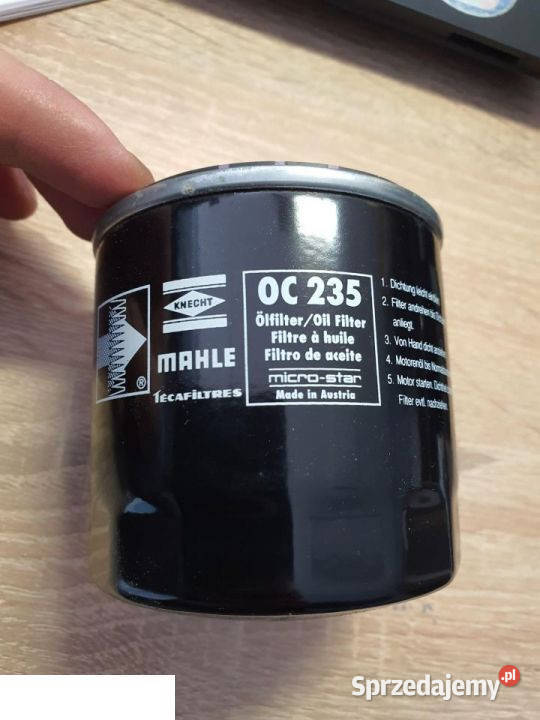 KNECHT
MAHLE
TÉCAFILTRES
®
OC 235
Ölfilter/Oil Filter
Filtre à huile
Filtro de aceite
micro-star
Made in Austria
1. Dichtung leicht
2. Filter andrehen bis
anliegt.
3. Von Hand dicht
4. Motorenöl bis
5. Motor starten.
Filter evtl.
Sprzedajemy.pl